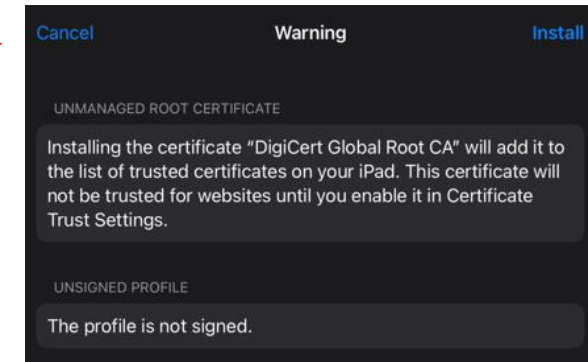 Cancel Warning Install
UNMANAGED ROOT CERTIFICATE
Installing the certificate “DigiCert Global Root CA” will add it to
the list of trusted certificates on your iPad. This certificate will
not be trusted for websites until you enable it in Certificate
Trust Settings.
UNSIGNED PROFILE
The profile is not signed.